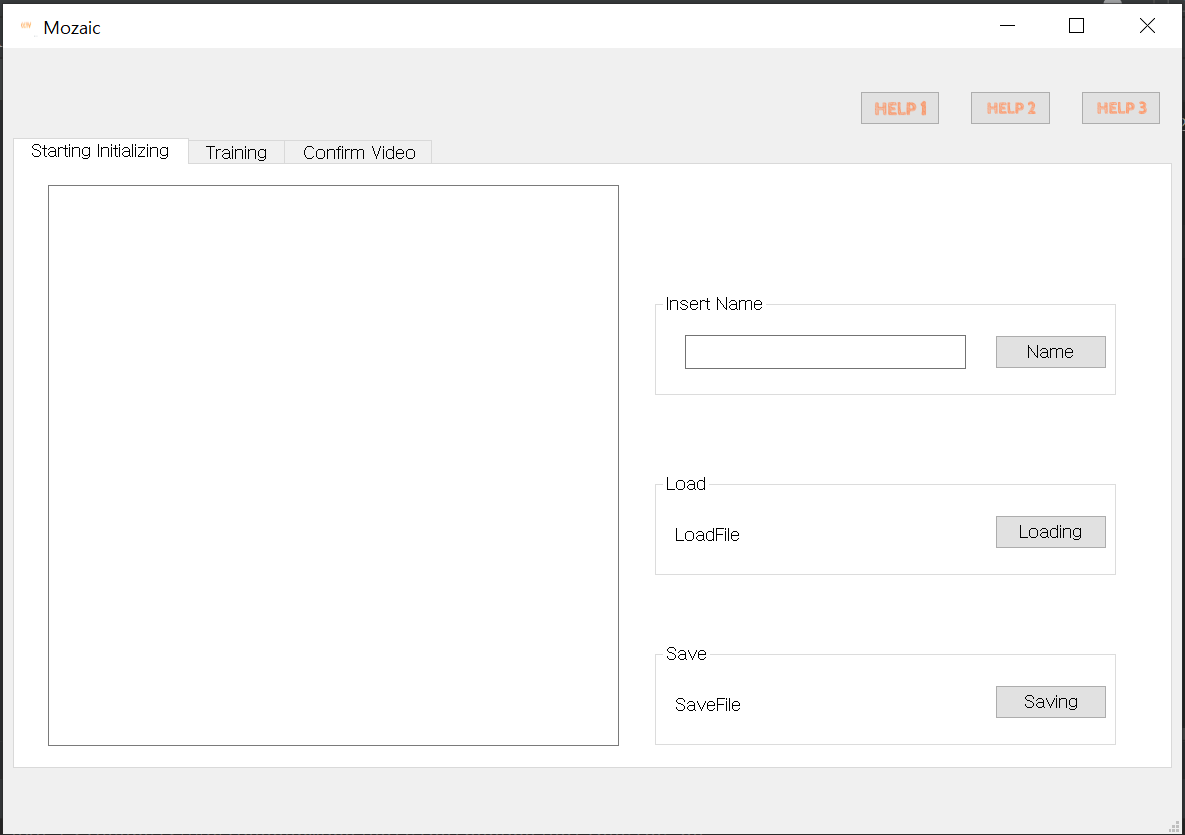 Mozaic
HELP 1 HELP 2 HELP 3
Starting Initializing Training Confirm Video
Insert Name
Name
Load
LoadFile Loading
Save
SaveFile Saving